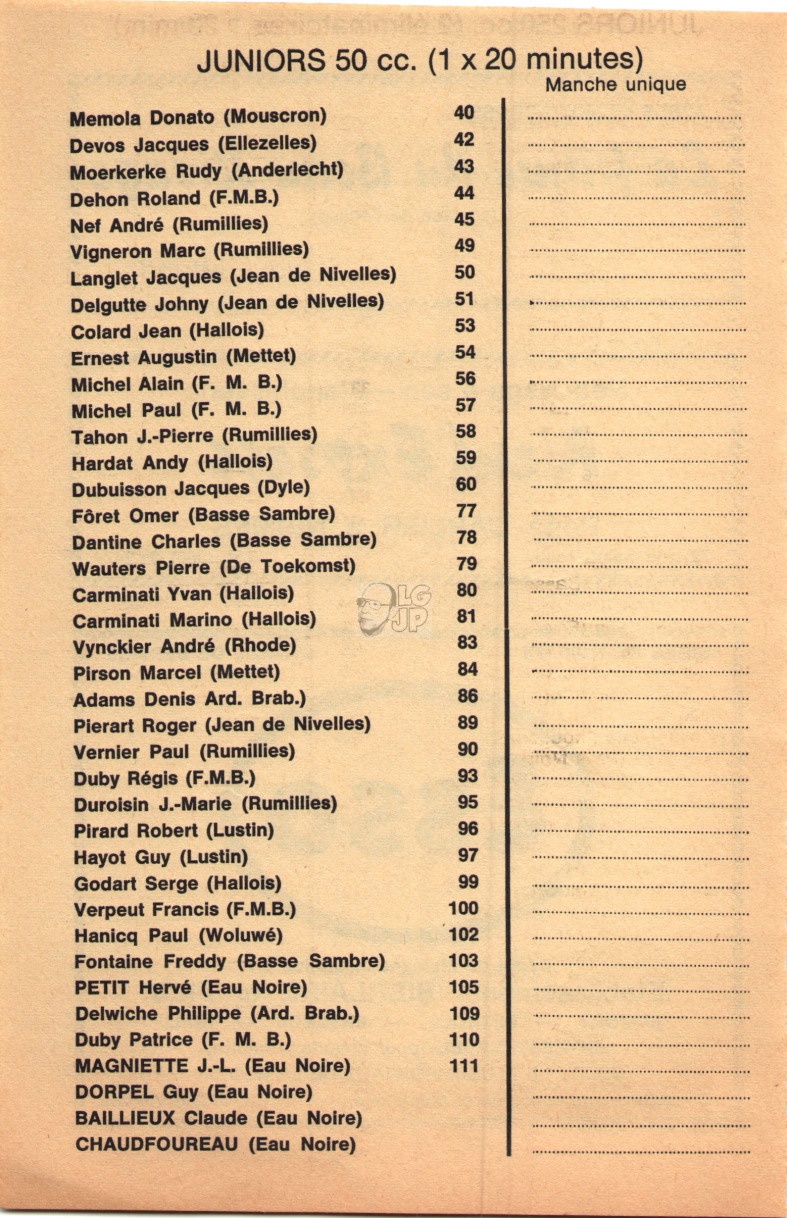 JUNIORS 50 cc. (1 x 20 minutes)
Manche unique
Memola Donato (Mouscron) 40
Devos Jacques (Ellezelles) 42
Moerkerke Rudy (Anderlecht) 43
Dehon Roland (F.M.B.) 44
Nef André (Rumillies) 45
Vigneron Marc (Rumillies) 49
Langlet Jacques (Jean de Nivelles) 50
Delgutte Johny (Jean de Nivelles) 51
Colard Jean (Hallois) 53
Ernest Augustin (Mettet) 54
Michel Alain (F. M. B.) 56
Michel Paul (F. M. B.) 57
Tahon J.-Pierre (Rumillies) 58
Hardat Andy (Hallois) 59
Dubuisson Jacques (Dyle) 60
Fôret Omer (Basse Sambre) 77
Dantine Charles (Basse Sambre) 78
Wauters Pierre (De Toekomst) 79
Carminati Yvan (Hallois) 80
Carminati Marino (Hallois) 81
Vynckier André (Rhode) 83
Pirson Marcel (Mettet) 84
Adams Denis Ard. Brab.) 86
Pierart Roger (Jean de Nivelles) 89
Vernier Paul (Rumillies) 90
Duby Régis (F.M.B.) 93
Duroisin J.-Marie (Rumillies) 95
Pirard Robert (Lustin) 96
Hayot Guy (Lustin) 97
Godart Serge (Hallois) 99
Verpeut Francis (F.M.B.) 100
Hanicq Paul (Woluwé) 102
Fontaine Freddy (Basse Sambre) 103
PETIT Hervé (Eau Noire) 105
Delwiche Philippe (Ard. Brab.) 109
Duby Patrice (F. M. B.) 110
MAGNIETTE J.-L. (Eau Noire) 111
DORPEL Guy (Eau Noire)
BAILLIEUX Claude (Eau Noire)
CHAUDFOUREAU (Eau Noire)
LG
JP